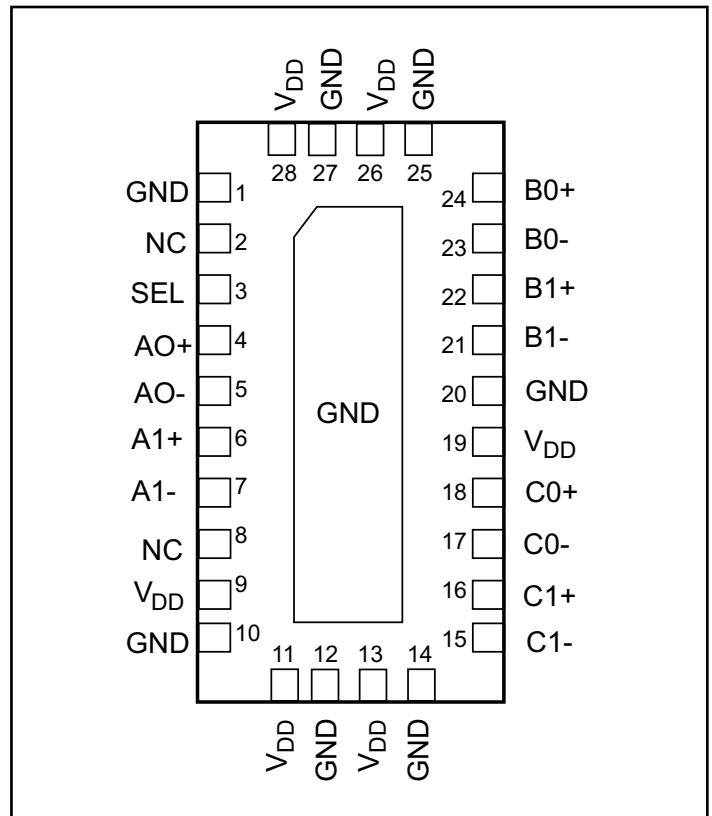 VDD GND VDD GND
28 27 26 25
GND 1 24 B0+
NC 2 23 B0-
SEL 3 22 B1+
AO+ 4 21 B1-
AO- 5 20 GND
A1+ 6 19 VDD
A1- 7 18 C0+
NC 8 17 C0-
VDD 9 16 C1+
GND 10 15 C1-
GND
11 12 13 14
VDD GND VDD GND